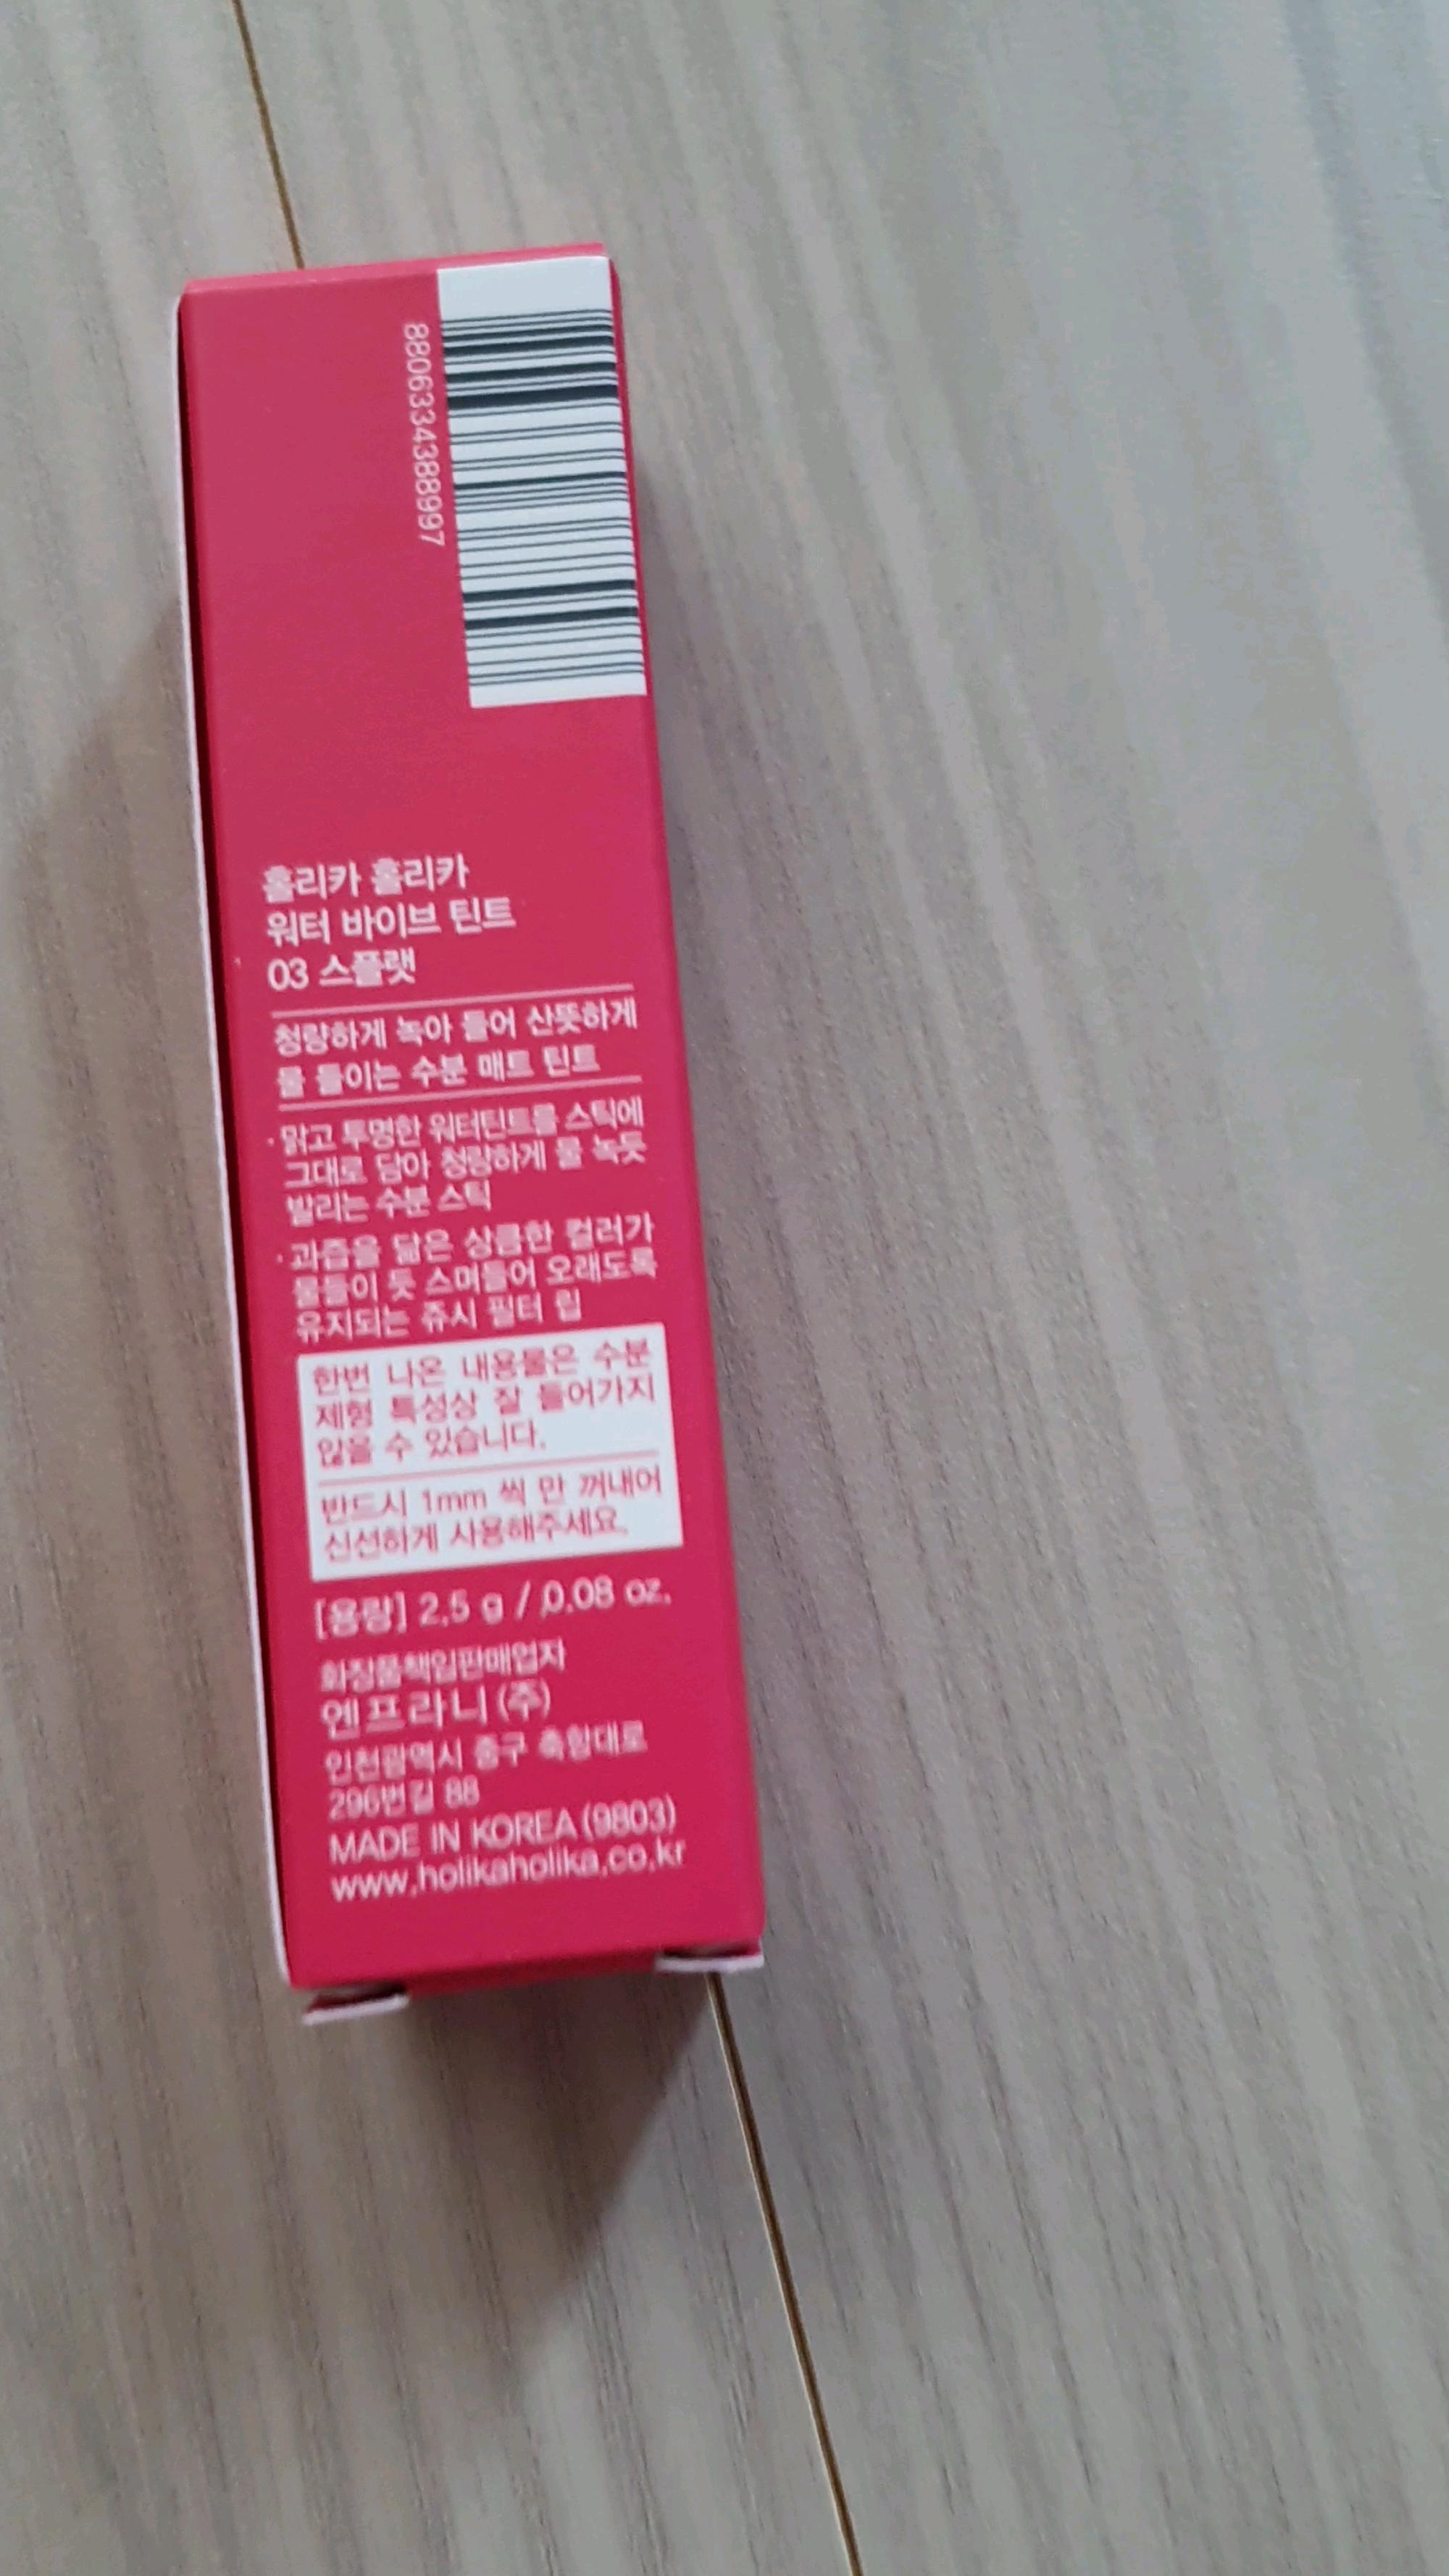 8806334388997
홀리카 홀리카
워터 바이브 틴트
03 스플랫
청량하게 녹아 들어 산뜻하게
물 들이는 수분 매트 틴트
· 맑고 투명한 워터틴트를 스틱에
그대로 담아 청량하게 물 녹듯
발리는 수분 스틱
· 과즙을 닮은 상큼한 컬러가
물들이 듯 스며들어 오래도록
유지되는 쥬시 필터 립
한번 나온 내용물은 수분
제형 특성상 잘 들어가지
않을 수 있습니다.
반드시 1mm 씩 만 꺼내어
신선하게 사용해주세요.
[용량] 2.5 g / 0.08 oz.
화장품책임판매업자
엔프라니 (주)
인천광역시 중구 축항대로
296번길 88
MADE IN KOREA (9803)
www.holikaholika.co.kr